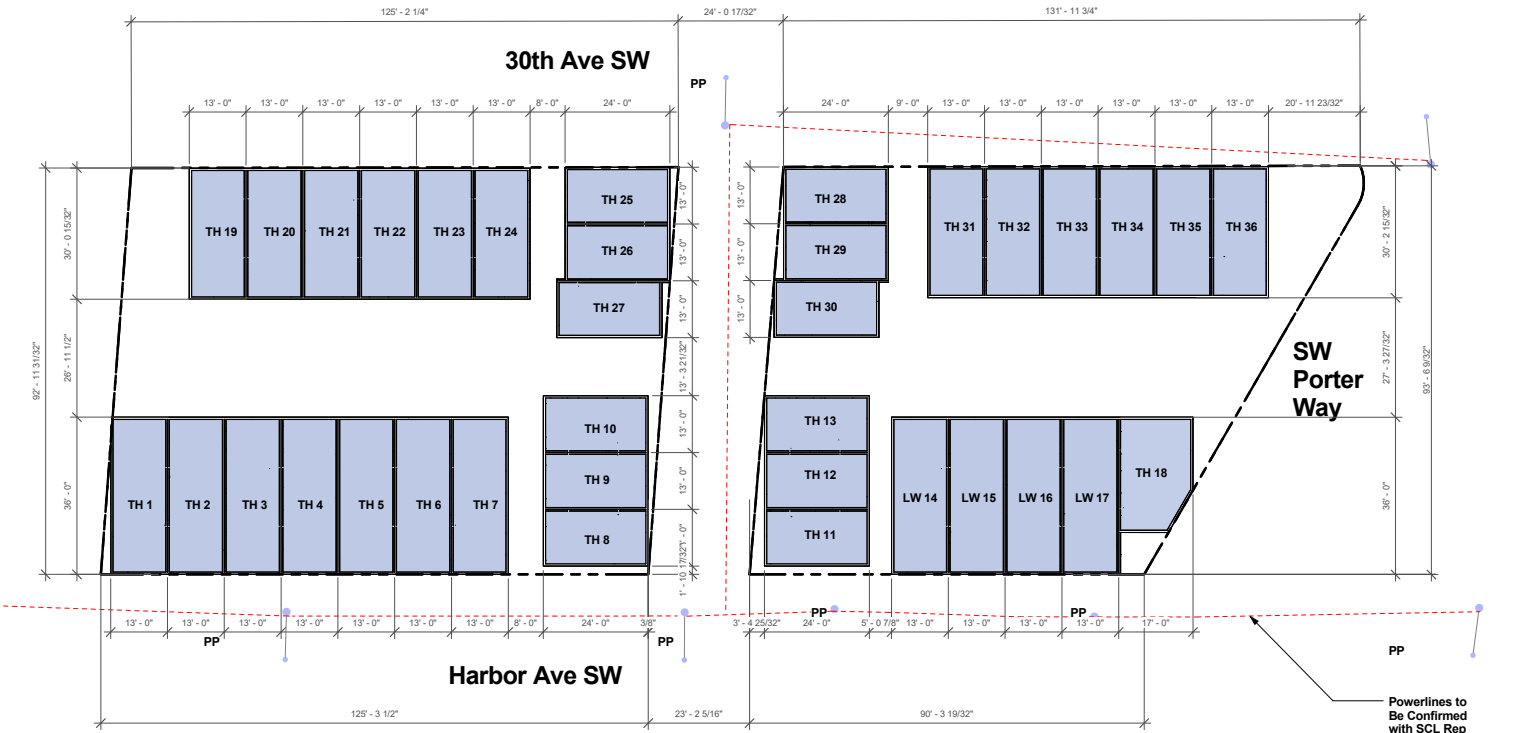 125' - 2 1/4"
24' - 0 17/32"
131' - 11 3/4"
30th Ave SW
PP
13' - 0"
13' - 0"
13' - 0"
13' - 0"
13' - 0"
13' - 0"
8' - 0"
24' - 0"
24' - 0"
9' - 0"
13' - 0"
13' - 0"
13' - 0"
13' - 0"
13' - 0"
13' - 0"
20' - 11 23/32"
92' - 11 31/32"
30' - 0 15/32"
26' - 11 1/2"
36' - 0"
TH 19
TH 20
TH 21
TH 22
TH 23
TH 24
TH 25
TH 26
TH 27
13' - 0"
13' - 0"
13' - 0"
13' - 3 21/32"
13' - 0"
13' - 0"
1' - 10 17/32"
13' - 0"
13' - 0"
13' - 0"
TH 28
TH 29
TH 30
TH 31
TH 32
TH 33
TH 34
TH 35
TH 36
30' - 2 15/32"
27' - 3 27/32"
36' - 0"
93' - 6 9/32"
SW
Porter
Way
TH 1
TH 2
TH 3
TH 4
TH 5
TH 6
TH 7
TH 10
TH 9
TH 8
TH 13
TH 12
TH 11
LW 14
LW 15
LW 16
LW 17
TH 18
13' - 0"
13' - 0"
13' - 0"
13' - 0"
13' - 0"
13' - 0"
13' - 0"
8' - 0"
24' - 0"
3/8"
3' - 4 25/32"
24' - 0"
5' - 0 7/8"
13' - 0"
13' - 0"
13' - 0"
13' - 0"
17' - 0"
PP
PP
PP
PP
PP
Harbor Ave SW
125' - 3 1/2"
23' - 2 5/16"
90' - 3 19/32"
Powerlines to
Be Confirmed
with SCL Rep